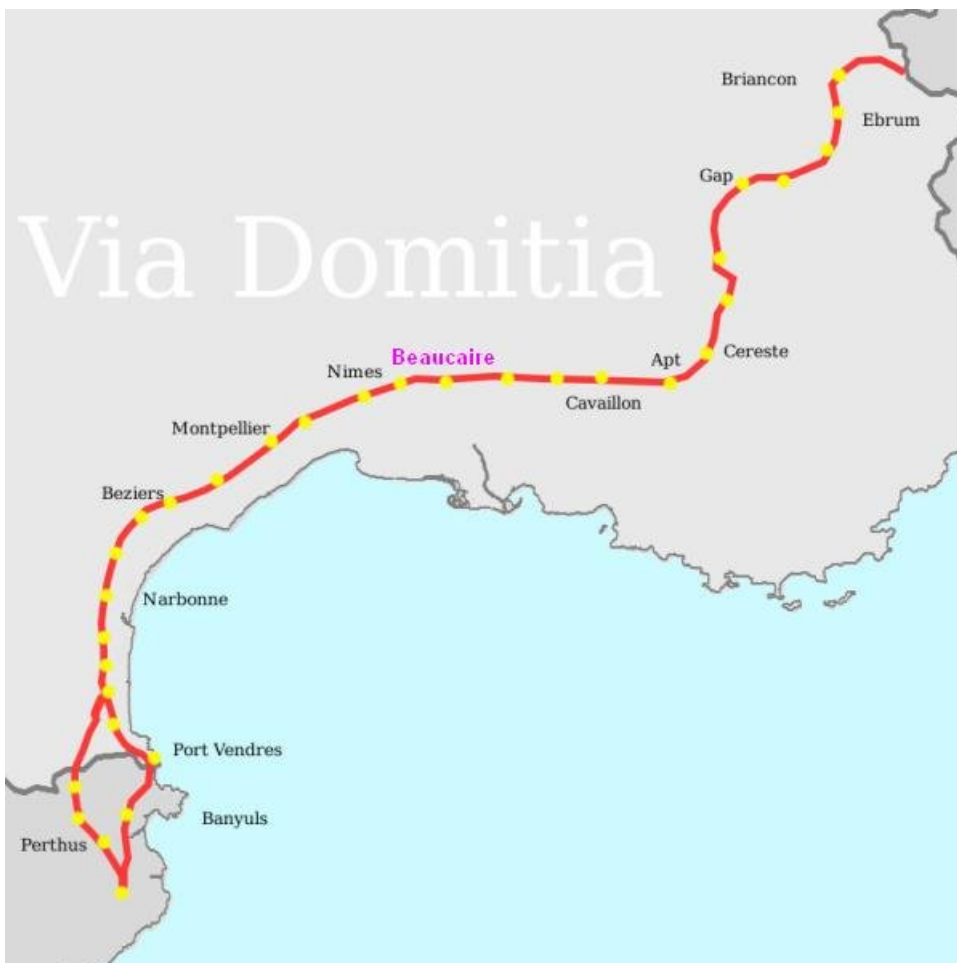 Briancon
Ebrum
Gap
Via Domitia
Beaucaire
Cereste
Apt
Nimes
Cavaillon
Montpellier
Beziers
Narbonne
Port Vendres
Banyuls
Perthus